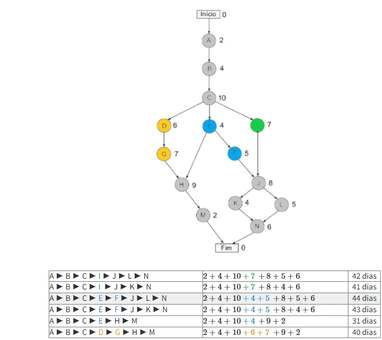 Início 0
A 2
B 4
C 10
D 6
E 4
7
G 7
F 5
H 9
J 8
K 4
L 5
M 2
N 6
Fim 0
A ► B ► C ► I ► J ► L ► N 2 + 4 + 10 + 7 + 8 + 5 + 6 42 dias
A ► B ► C ► I ► J ► K ► N 2 + 4 + 10 + 7 + 8 + 4 + 6 41 dias
A ► B ► C ► E ► F ► J ► L ► N 2 + 4 + 10 + 4 + 5 + 8 + 5 + 6 44 dias
A ► B ► C ► E ► F ► J ► K ► N 2 + 4 + 10 + 4 + 5 + 8 + 4 + 6 43 dias
A ► B ► C ► E ► H ► M 2 + 4 + 10 + 4 + 9 + 2 31 dias
A ► B ► C ► D ► G ► H ► M 2 + 4 + 10 + 6 + 7 + 9 + 2 40 dias